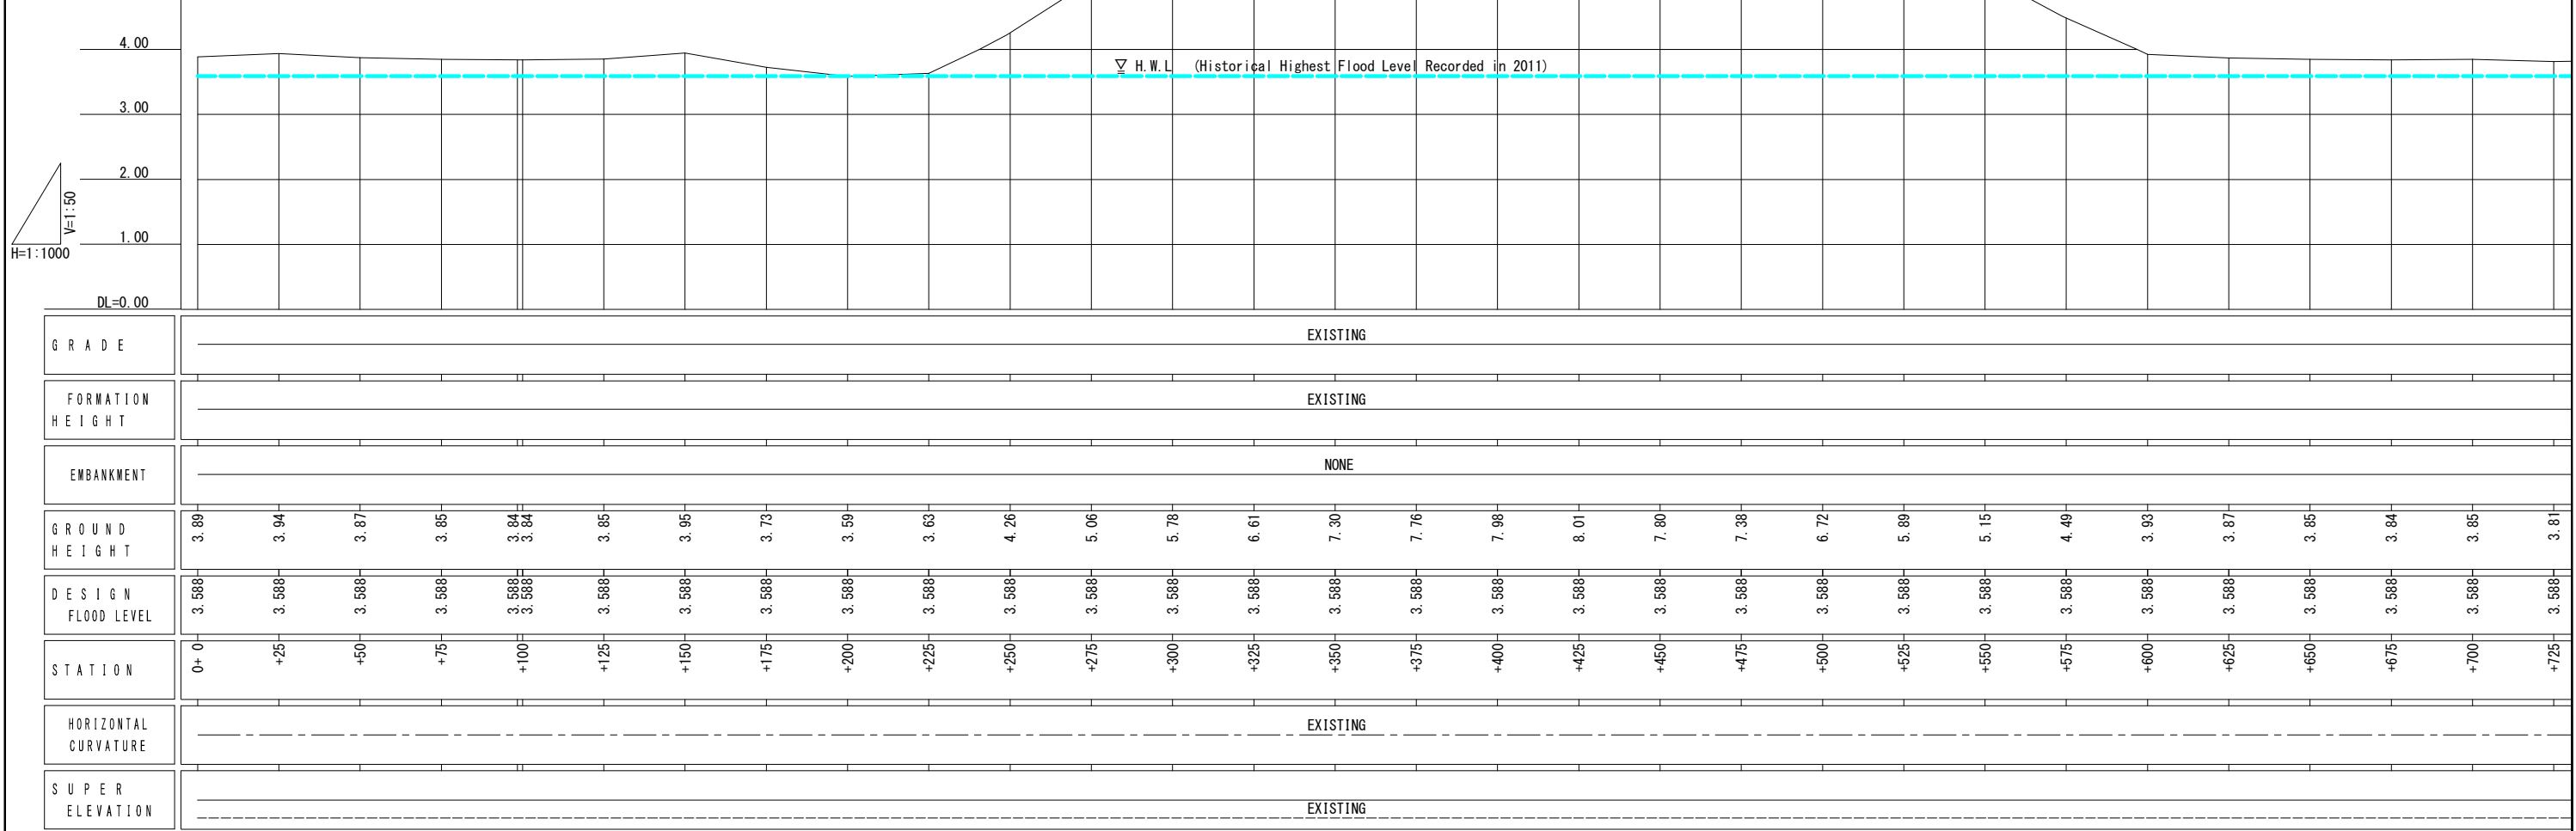 4.00
▽ H.W.L (Historical Highest Flood Level Recorded in 2011)
3.00
2.00
V=1:50
1.00
H=1:1000
DL=0.00
GRADE
EXISTING
FORMATION
HEIGHT
EXISTING
EMBANKMENT
NONE
GROUND
HEIGHT
3.89 3.94 3.87 3.85 3.84 3.84 3.85 3.95 3.73 3.59 3.63 4.26 5.06 5.78 6.61 7.30 7.76 7.98 8.01 7.80 7.38 6.72 5.89 5.15 4.49 3.93 3.87 3.85 3.84 3.85 3.81
DESIGN
FLOOD LEVEL
3.588 3.588 3.588 3.588 3.588 3.588 3.588 3.588 3.588 3.588 3.588 3.588 3.588 3.588 3.588 3.588 3.588 3.588 3.588 3.588 3.588 3.588 3.588 3.588 3.588 3.588 3.588 3.588 3.588 3.588 3.588
STATION
0+ 0 +25 +50 +75 +100 +125 +150 +175 +200 +225 +250 +275 +300 +325 +350 +375 +400 +425 +450 +475 +500 +525 +550 +575 +600 +625 +650 +675 +700 +725
HORIZONTAL
CURVATURE
EXISTING
SUPER
ELEVATION
EXISTING